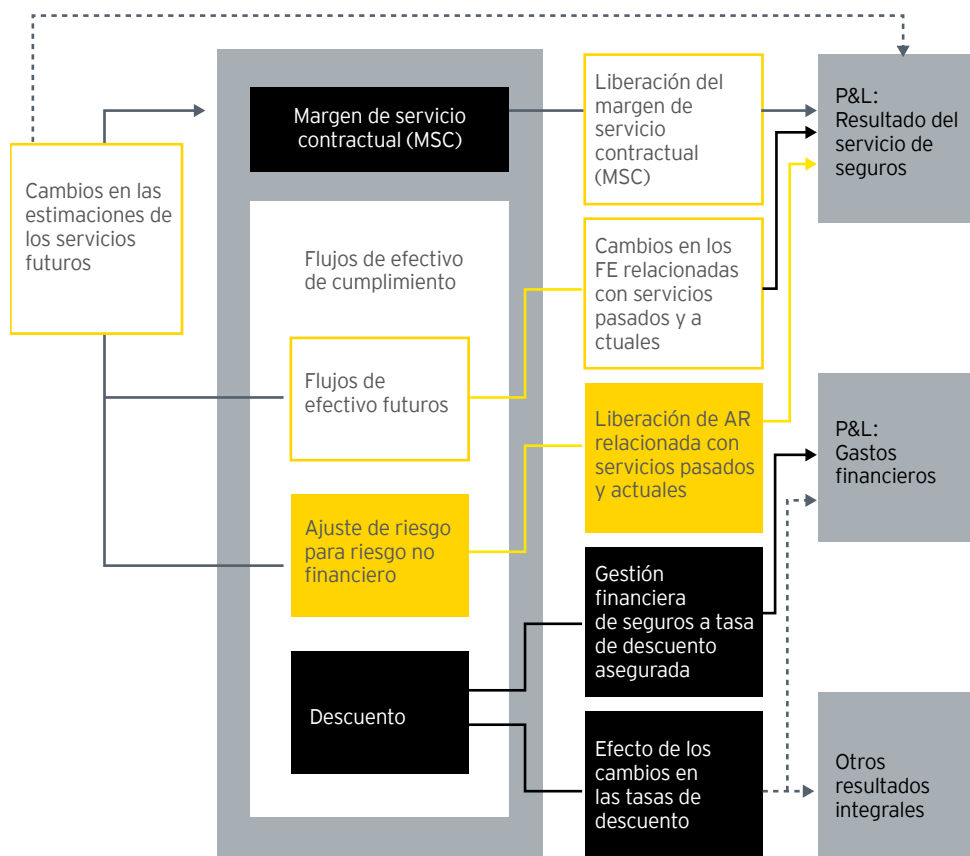 Cambios en las
estimaciones de
los servicios
futuros
Margen de servicio
contractual (MSC)
Flujos de efectivo
de cumplimiento
Flujos de
efectivo futuros
Ajuste de riesgo
para riesgo no
financiero
Descuento
Liberación del
margen de
servicio
contractual
(MSC)
Cambios en los
FE relacionadas
con servicios
pasados y a
ctuales
Liberación de AR
relacionada con
servicios pasados
y actuales
Gestión
financiera
de seguros a tasa
de descuento
asegurada
Efecto de los
cambios en
las tasas de
descuento
P&L:
Resultado del
servicio de
seguros
P&L:
Gastos
financieros
Otros
resultados
integrales